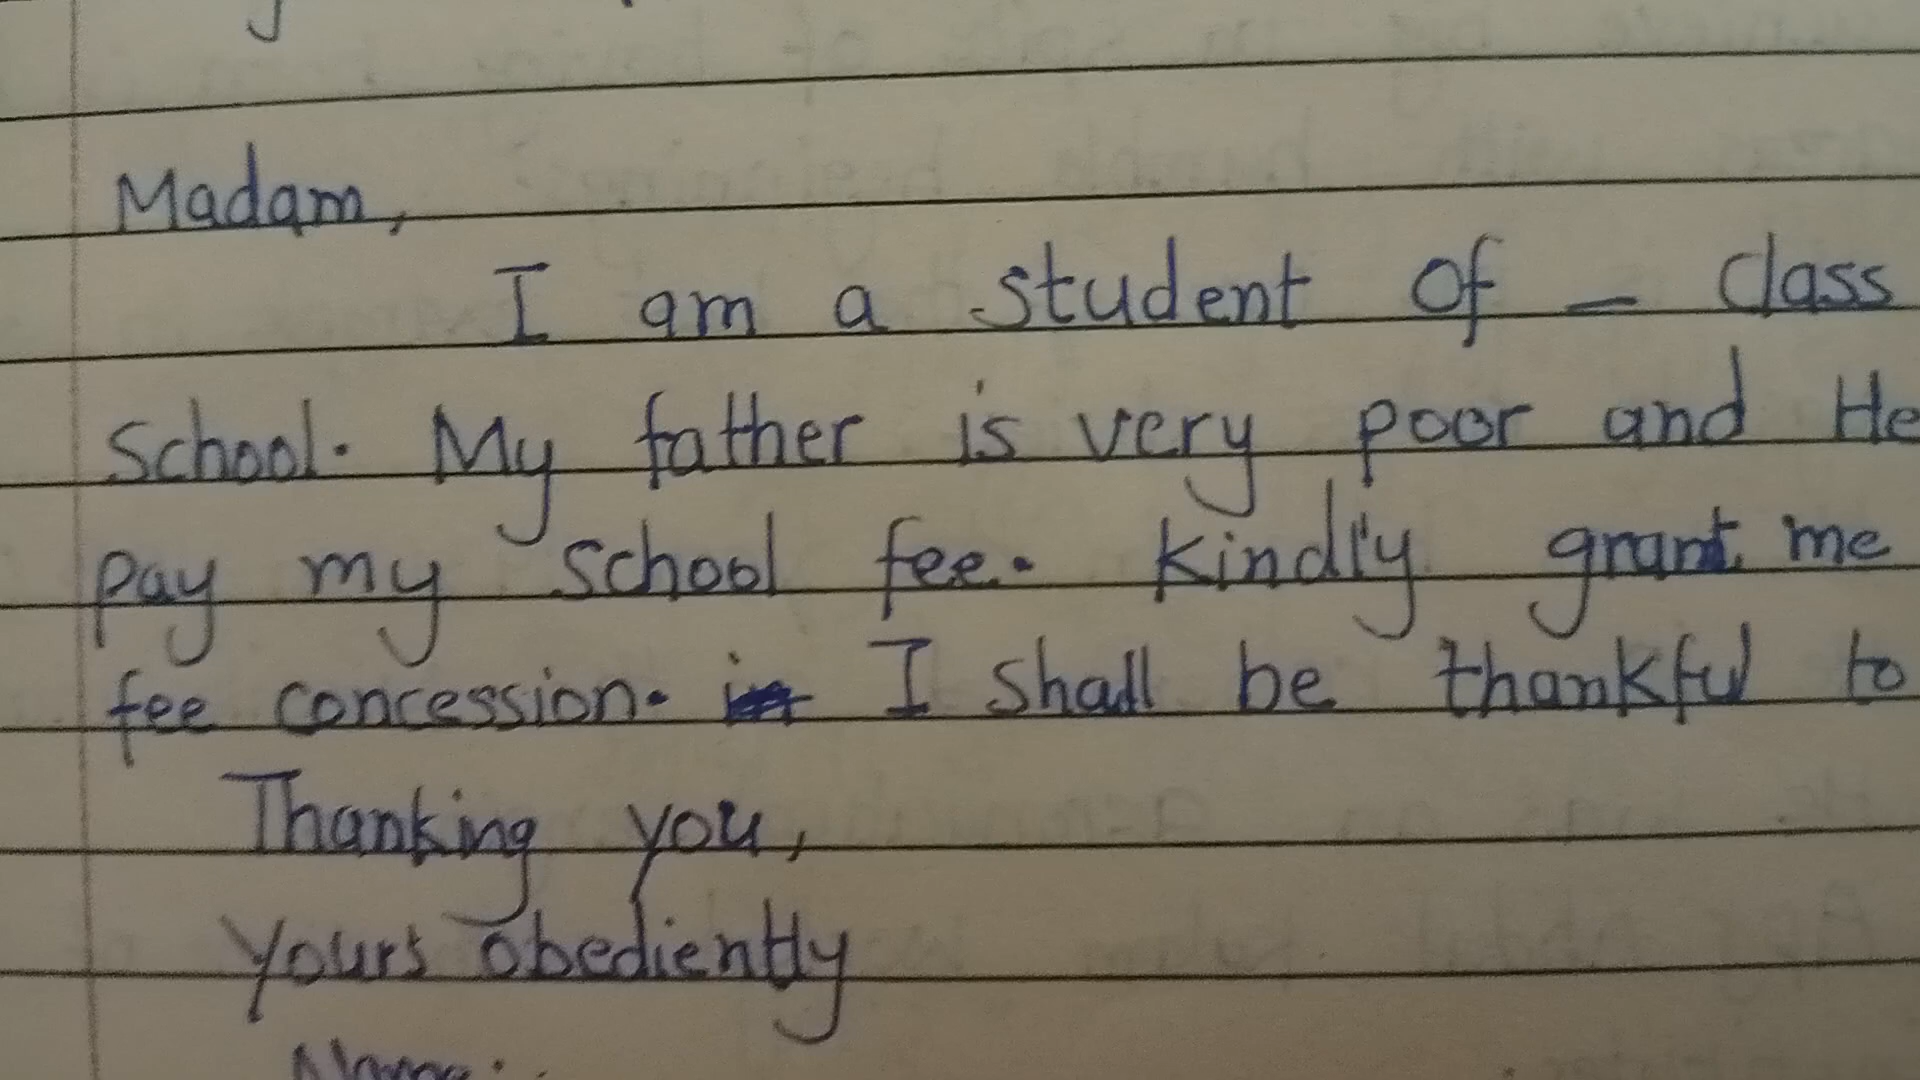 Madam,
I am a student of – class
School. My father is very poor and He
pay my school fee. Kindly grant me
fee concession. I shall be thankful to
Thanking you,
Yours obediently
Name: